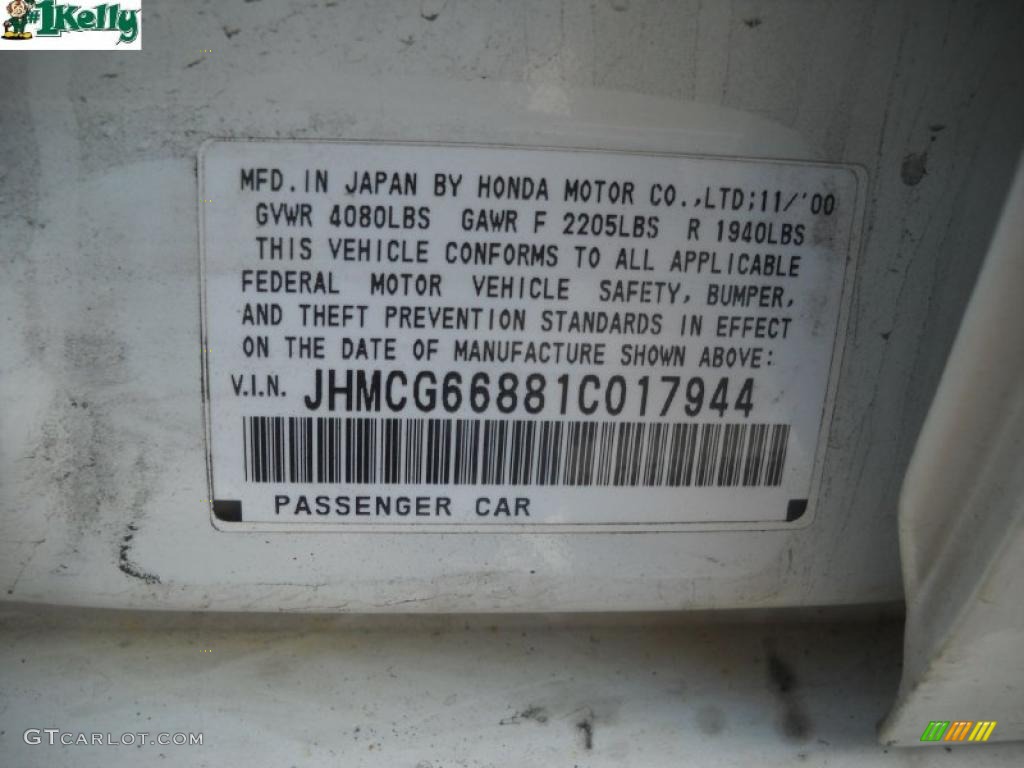 #1Kelly
MFD. IN JAPAN BY HONDA MOTOR CO.,LTD;11/'00
GVWR 4080LBS GAWR F 2205LBS R 1940LBS
THIS VEHICLE CONFORMS TO ALL APPLICABLE
FEDERAL MOTOR VEHICLE SAFETY, BUMPER,
AND THEFT PREVENTION STANDARDS IN EFFECT
ON THE DATE OF MANUFACTURE SHOWN ABOVE:
V.I.N. JHMCG66881C017944
PASSENGER CAR
GTCARLOT.COM